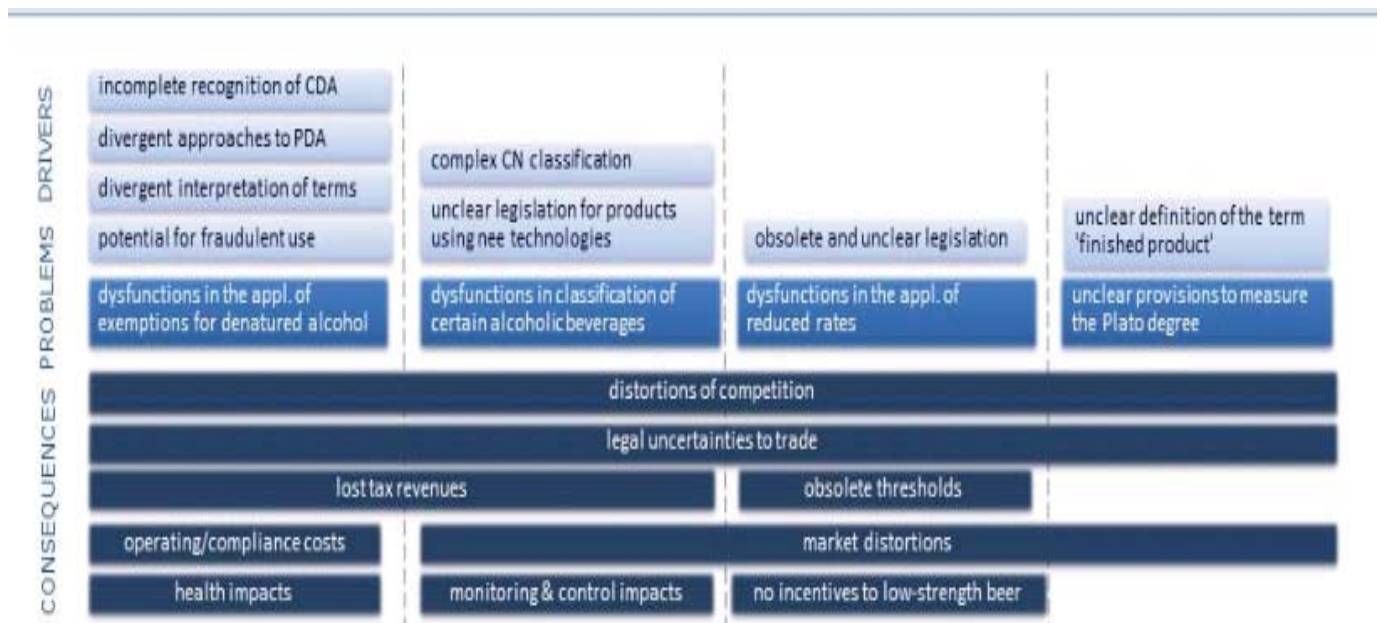 DRIVERS
incomplete recognition of CDA
divergent approaches to PDA
divergent interpretation of terms
potential for fraudulent use
complex CN classification
unclear legislation for products
using nee technologies
obsolete and unclear legislation
unclear definition of the term
'finished product'
PROBLEMS
dysfunctions in the appl. of
exemptions for denatured alcohol
dysfunctions in classification of
certain alcoholic beverages
dysfunctions in the appl. of
reduced rates
unclear provisions to measure
the Plato degree
CONSEQUENCES
distortions of competition
legal uncertainties to trade
lost tax revenues
obsolete thresholds
operating/compliance costs
market distortions
health impacts
monitoring & control impacts
no incentives to low-strength beer